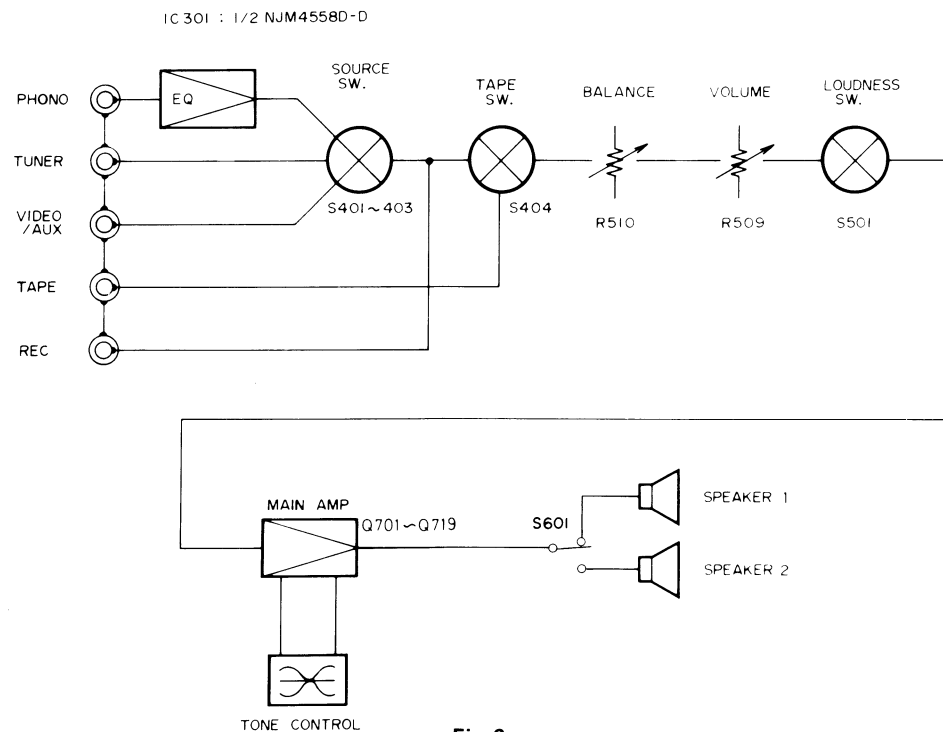 IC301 : 1/2 NJM4558D-D
SOURCE
SW.
TAPE
SW.
BALANCE
VOLUME
LOUDNESS
SW.
PHONO
EQ
TUNER
S401~403
S404
R510
R509
S501
VIDEO
/AUX
TAPE
REC
MAIN AMP
Q701~Q719
S601
SPEAKER 1
SPEAKER 2
TONE CONTROL